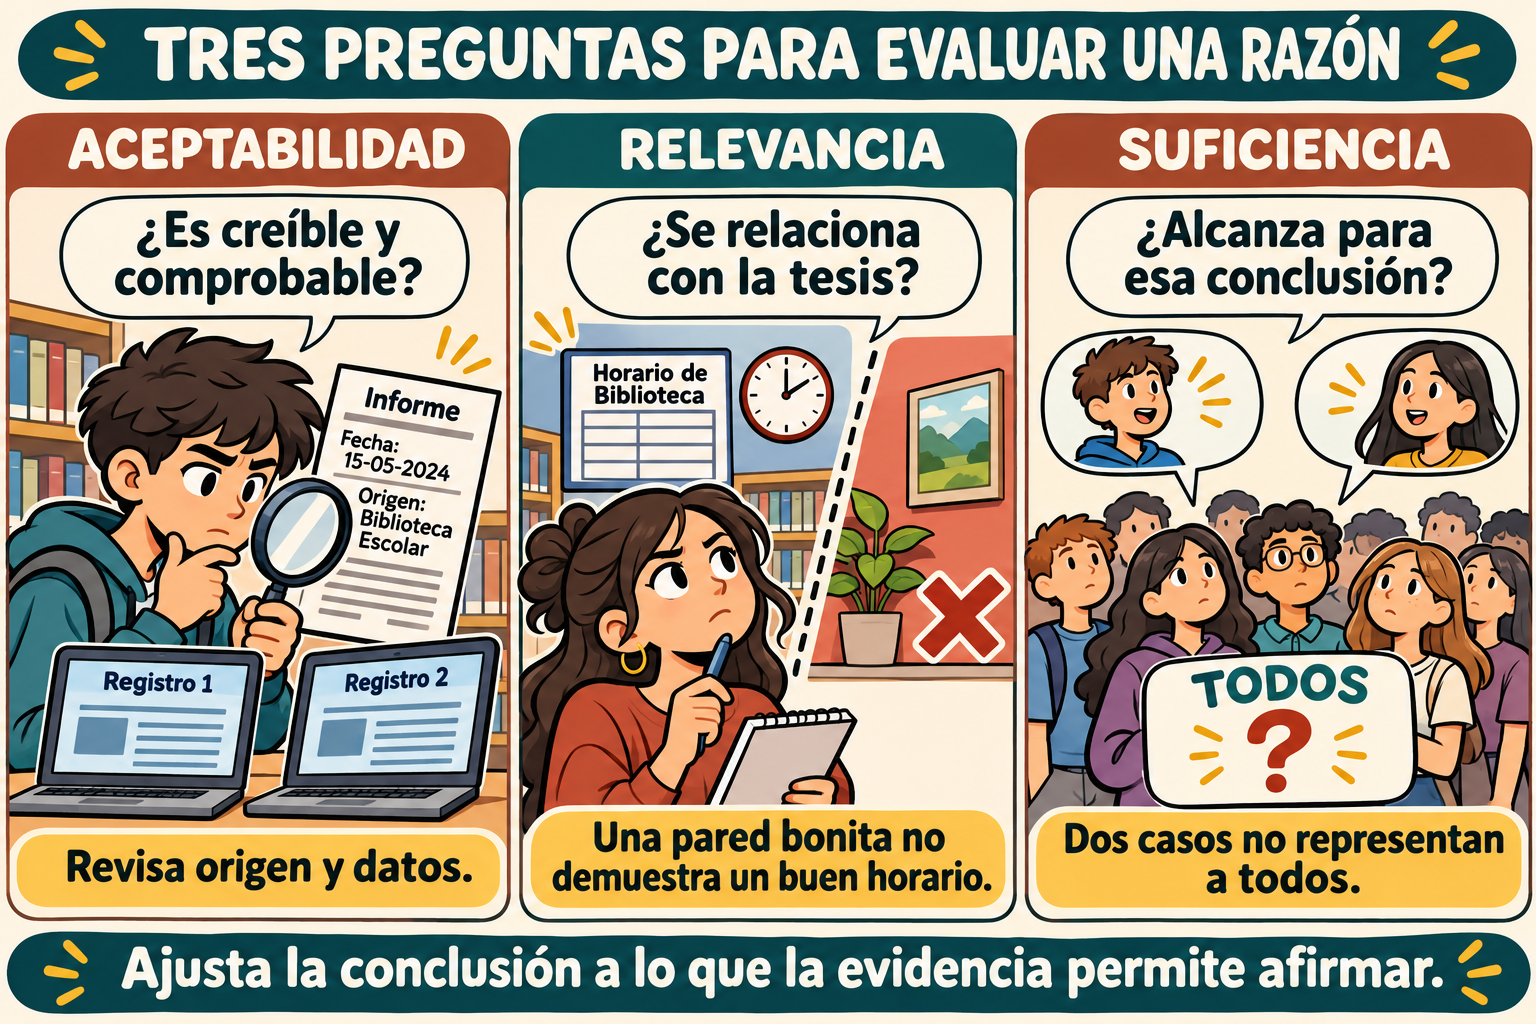 TRES PREGUNTAS PARA EVALUAR UNA RAZÓN
ACEPTABILIDAD
¿Es creíble y
comprobable?
Informe
Fecha:
15-05-2024
Origen:
Biblioteca
Escolar
Registro 1
Registro 2
Revisa origen y datos.
RELEVANCIA
¿Se relaciona
con la tesis?
Horario de
Biblioteca
Una pared bonita no
demuestra un buen horario.
SUFICIENCIA
¿Alcanza para
esa conclusión?
TODOS
?
Dos casos no representan
a todos.
Ajusta la conclusión a lo que la evidencia permite afirmar.